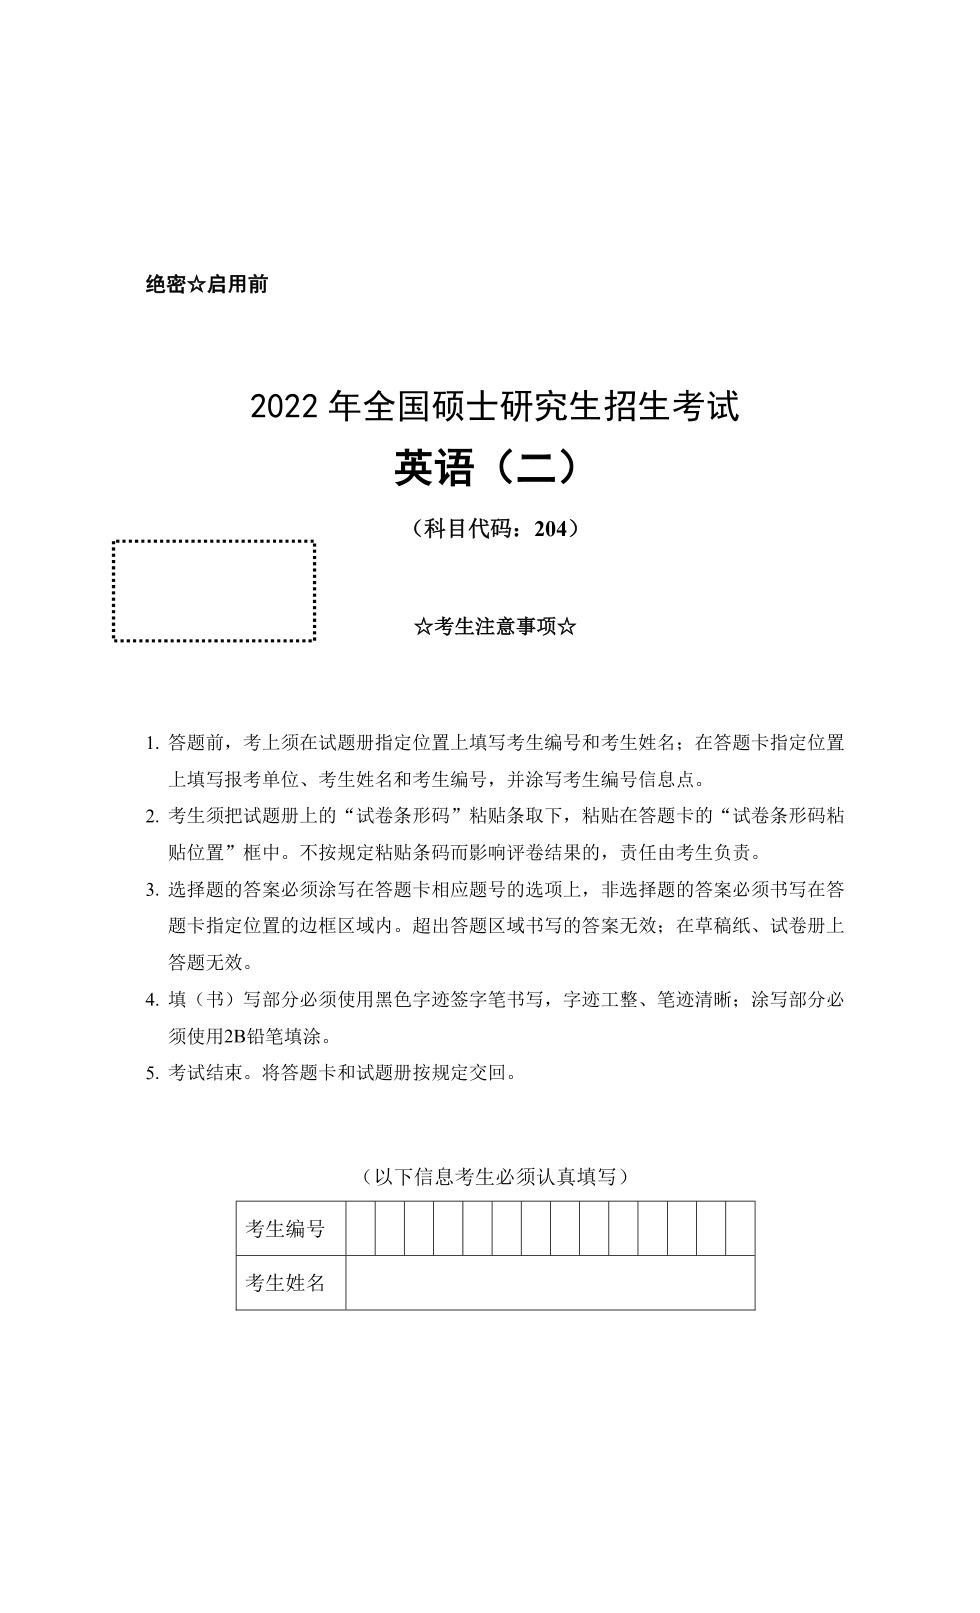 绝密☆启用前
2022 年全国硕士研究生招生考试
英语（二）
（科目代码：204）
☆考生注意事项☆
1. 答题前，考上须在试题册指定位置上填写考生编号和考生姓名；在答题卡指定位置
上填写报考单位、考生姓名和考生编号，并涂写考生编号信息点。
2. 考生须把试题册上的“试卷条形码”粘贴条取下，粘贴在答题卡的“试卷条形码粘
贴位置”框中。不按规定粘贴条码而影响评卷结果的，责任由考生负责。
3. 选择题的答案必须涂写在答题卡相应题号的选项上，非选择题的答案必须书写在答
题卡指定位置的边框区域内。超出答题区域书写的答案无效；在草稿纸、试卷册上
答题无效。
4. 填（书）写部分必须使用黑色字迹签字笔书写，字迹工整、笔迹清晰；涂写部分必
须使用2B铅笔填涂。
5. 考试结束。将答题卡和试题册按规定交回。
（以下信息考生必须认真填写）
考生编号
考生姓名